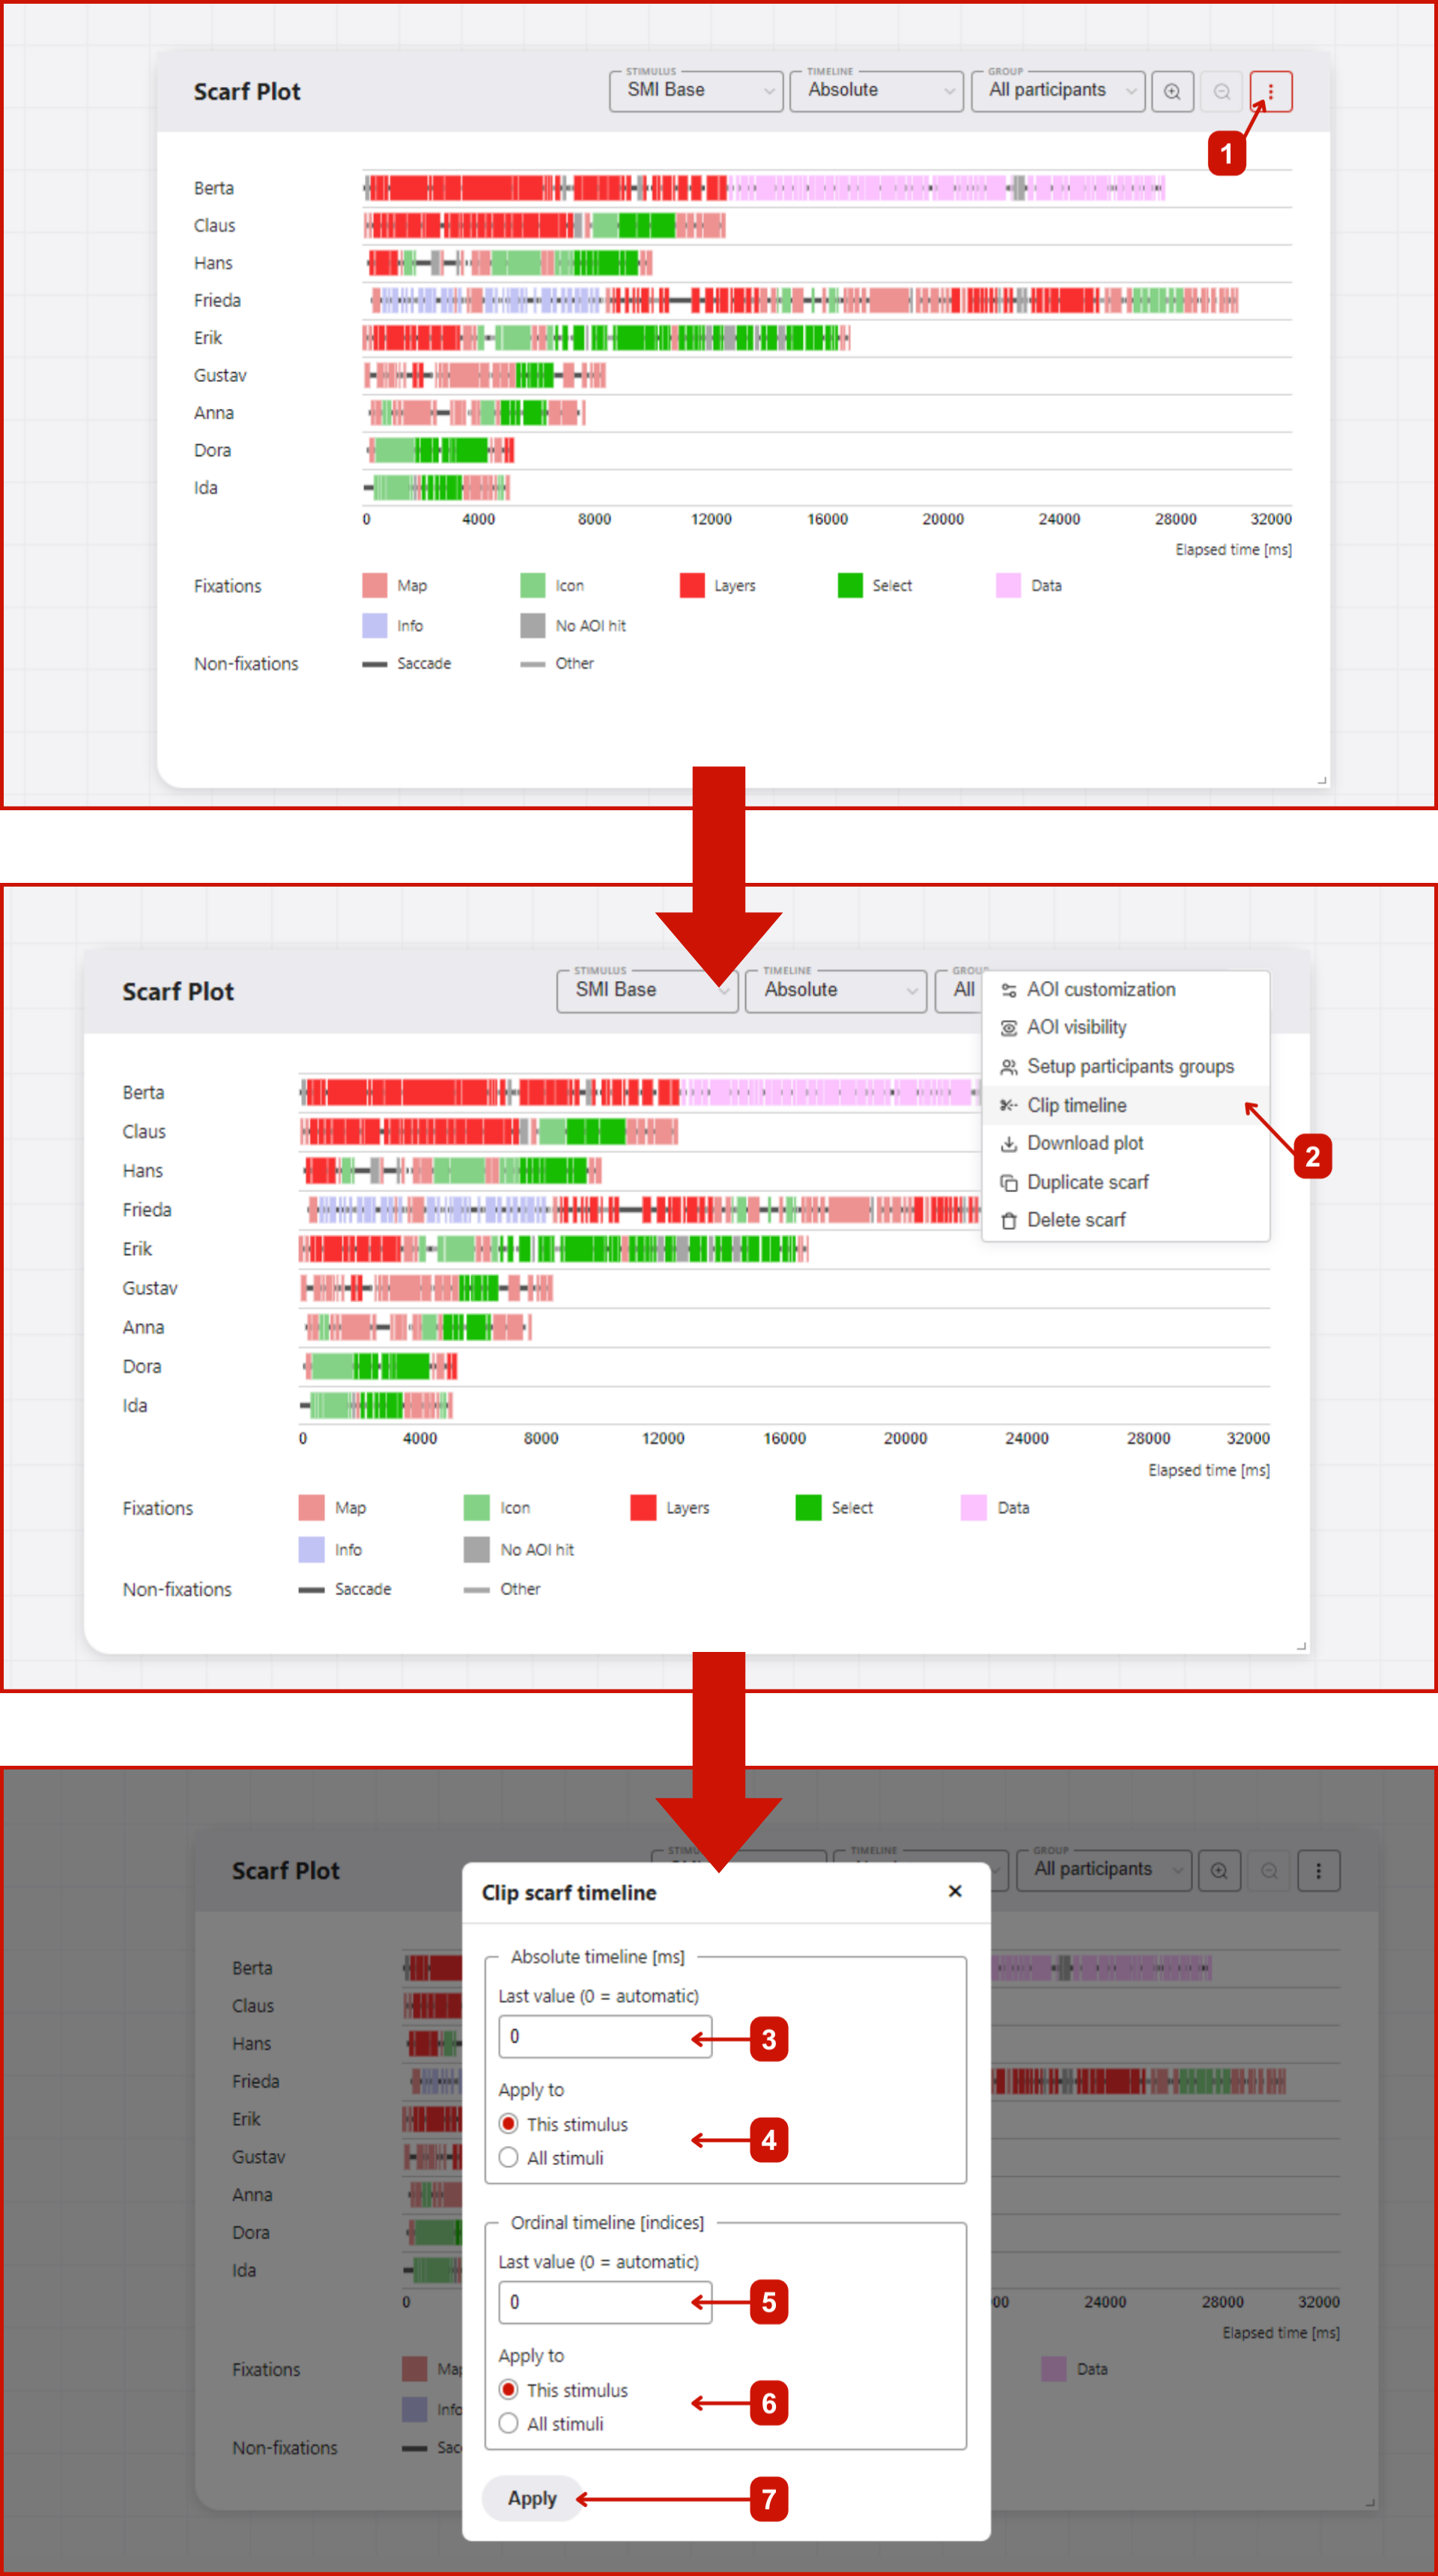 Scarf Plot
STIMULUS
SMI Base
TIMELINE
Absolute
GROUP
All participants
1
Berta
Claus
Hans
Frieda
Erik
Gustav
Anna
Dora
Ida
0 4000 8000 12000 16000 20000 24000 28000 32000
Elapsed time [ms]
Fixations Map Icon Layers Select Data
Info No AOI hit
Non-fixations Saccade Other
Scarf Plot
STIMULUS
SMI Base
TIMELINE
Absolute
All
AOI customization
AOI visibility
Setup participants groups
Clip timeline
Download plot
Duplicate scarf
Delete scarf
2
Berta
Claus
Hans
Frieda
Erik
Gustav
Anna
Dora
Ida
0 4000 8000 12000 16000 20000 24000 28000 32000
Elapsed time [ms]
Fixations Map Icon Layers Select Data
Info No AOI hit
Non-fixations Saccade Other
Scarf Plot
TIMELINE
GROUP
All participants
Clip scarf timeline
Absolute timeline [ms]
Last value (0 = automatic)
0
3
Apply to
This stimulus
All stimuli
4
Ordinal timeline [indices]
Last value (0 = automatic)
0
5
Apply to
This stimulus
All stimuli
6
Apply
7
Berta
Claus
Hans
Frieda
Erik
Gustav
Anna
Dora
Ida
0 24000 28000 32000
Elapsed time [ms]
Fixations Data
Info
Non-fixations